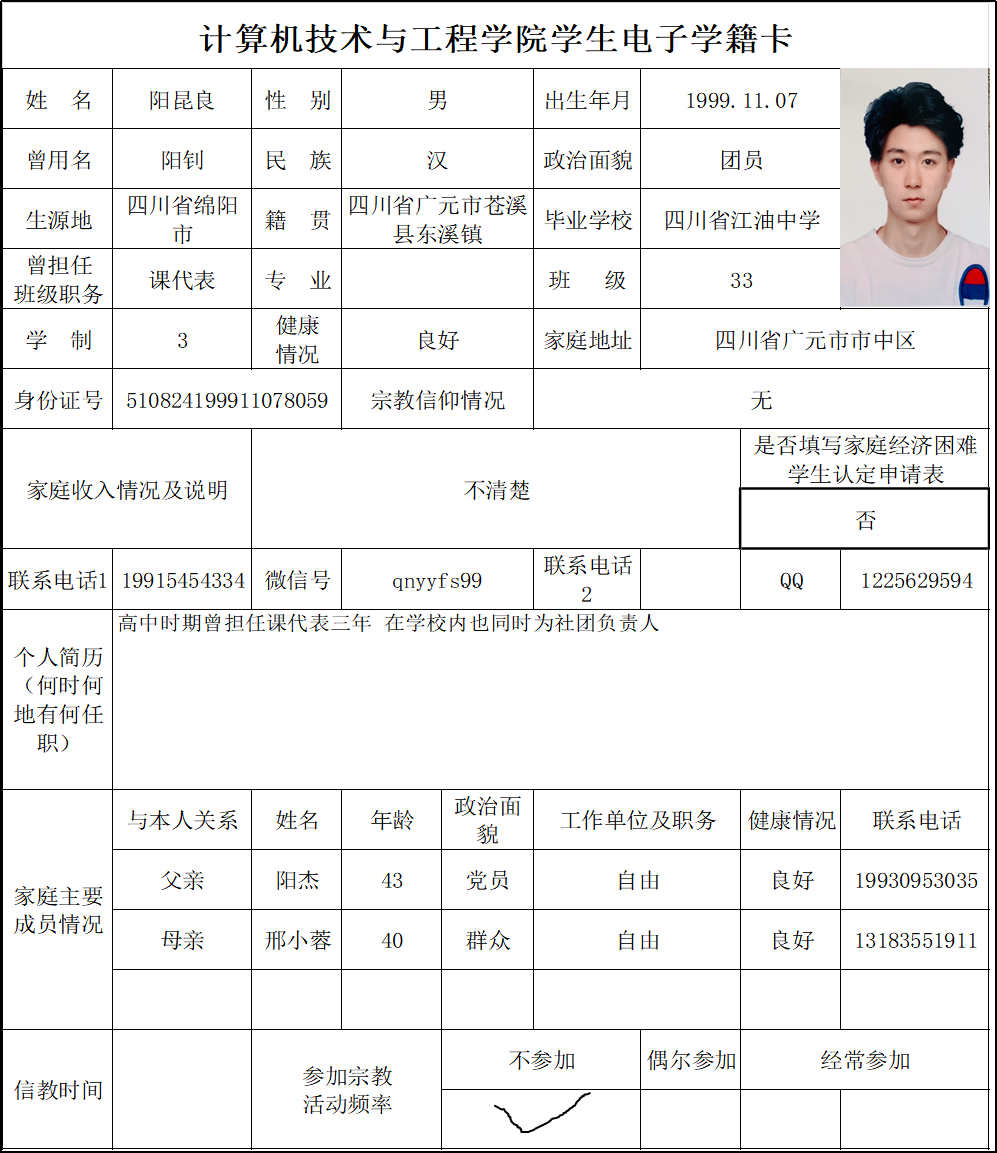 计算机技术与工程学院学生电子学籍卡
姓 名 阳昆良 性 别 男 出生年月 1999.11.07
曾用名 阳钊 民 族 汉 政治面貌 团员
生源地 四川省绵阳市 籍 贯 四川省广元市苍溪县东溪镇 毕业学校 四川省江油中学
曾担任班级职务 课代表 专 业 班 级 33
学 制 3 健康情况 良好 家庭地址 四川省广元市市中区
身份证号 510824199911078059 宗教信仰情况 无
家庭收入情况及说明 不清楚 是否填写家庭经济困难学生认定申请表
否
联系电话1 19915454334 微信号 qnyyfs99 联系电话2 QQ 1225629594
个人简历（何时何地有何任职） 高中时期曾担任课代表三年 在学校内也同时为社团负责人
家庭主要成员情况
与本人关系 姓名 年龄 政治面貌 工作单位及职务 健康情况 联系电话
父亲 阳杰 43 党员 自由 良好 19930953035
母亲 邢小蓉 40 群众 自由 良好 13183551911
信教时间 参加宗教活动频率 不参加 偶尔参加 经常参加